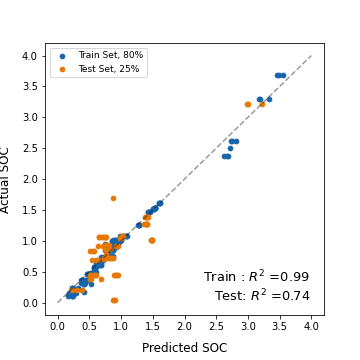 4.0
3.5
3.0
2.5
2.0
1.5
1.0
0.5
0.0
Actual SOC
Train Set, 80%
Test Set, 25%
Train : R² =0.99
Test: R² =0.74
0.0 0.5 1.0 1.5 2.0 2.5 3.0 3.5 4.0
Predicted SOC